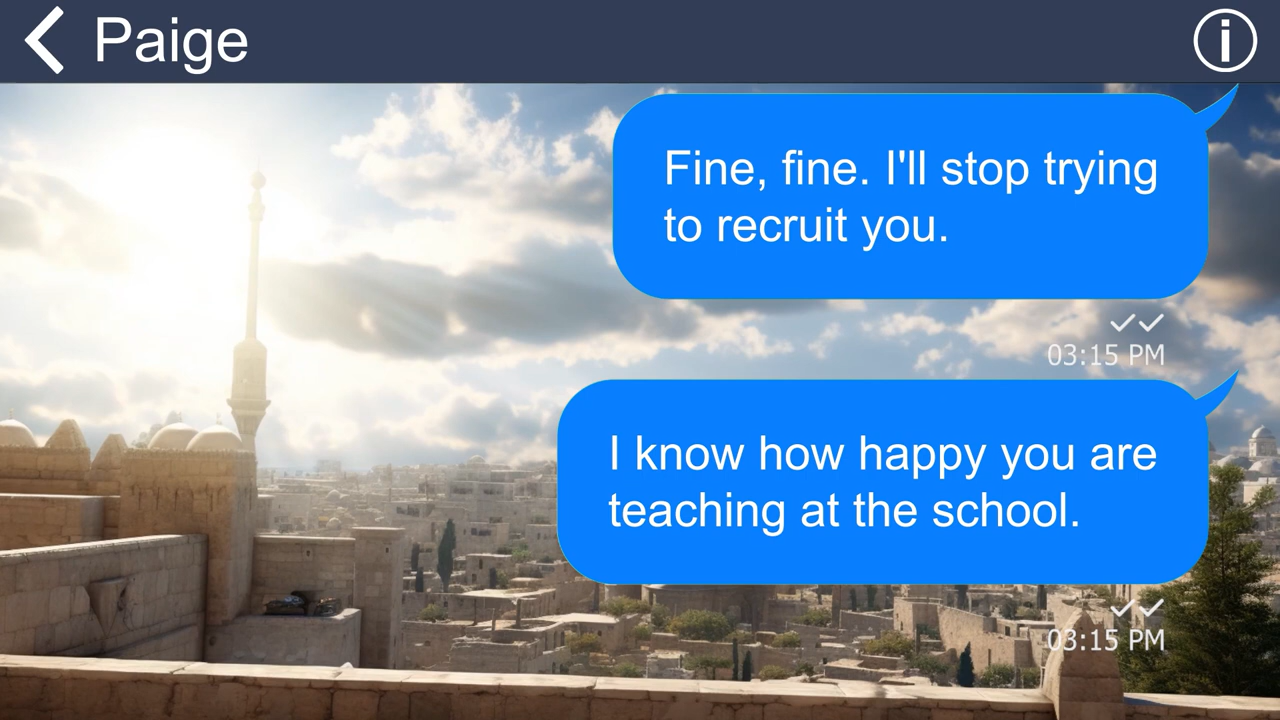 Paige
Fine, fine. I'll stop trying
to recruit you.
03:15 PM
I know how happy you are
teaching at the school.
03:15 PM